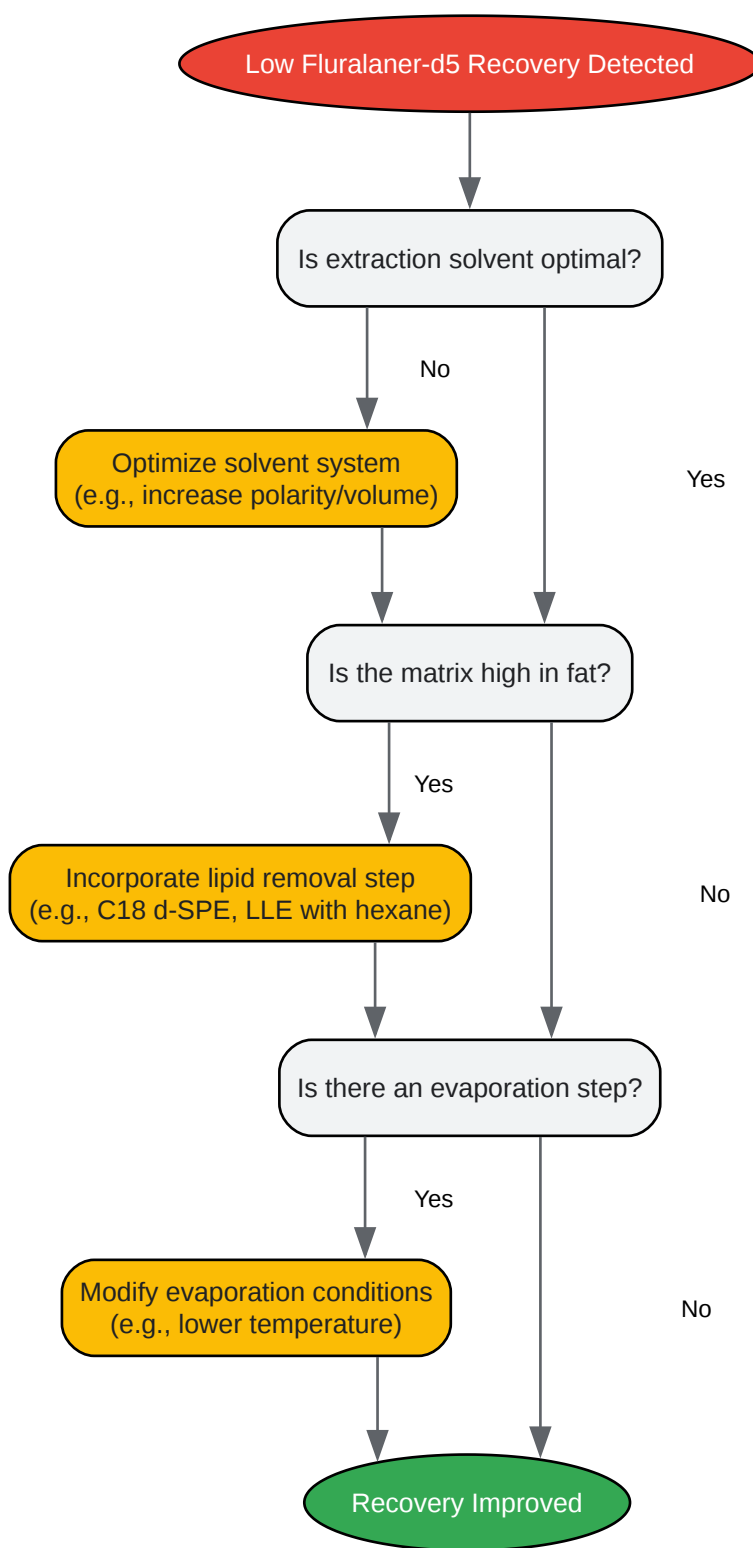 Low Fluralaner-d5 Recovery Detected
Is extraction solvent optimal?
No
Optimize solvent system
(e.g., increase polarity/volume)
Yes
Is the matrix high in fat?
Yes
Incorporate lipid removal step
(e.g., C18 d-SPE, LLE with hexane)
No
Is there an evaporation step?
Yes
Modify evaporation conditions
(e.g., lower temperature)
No
Recovery Improved